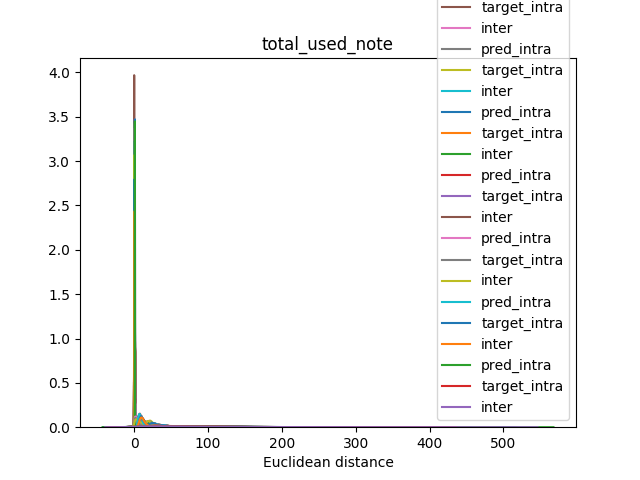 target_intra
inter
pred_intra
total_used_note
target_intra
inter
pred_intra
target_intra
inter
pred_intra
target_intra
inter
pred_intra
target_intra
inter
pred_intra
target_intra
inter
pred_intra
target_intra
inter
4.0
3.5
3.0
2.5
2.0
1.5
1.0
0.5
0.0
0 100 200 300 400 500
Euclidean distance